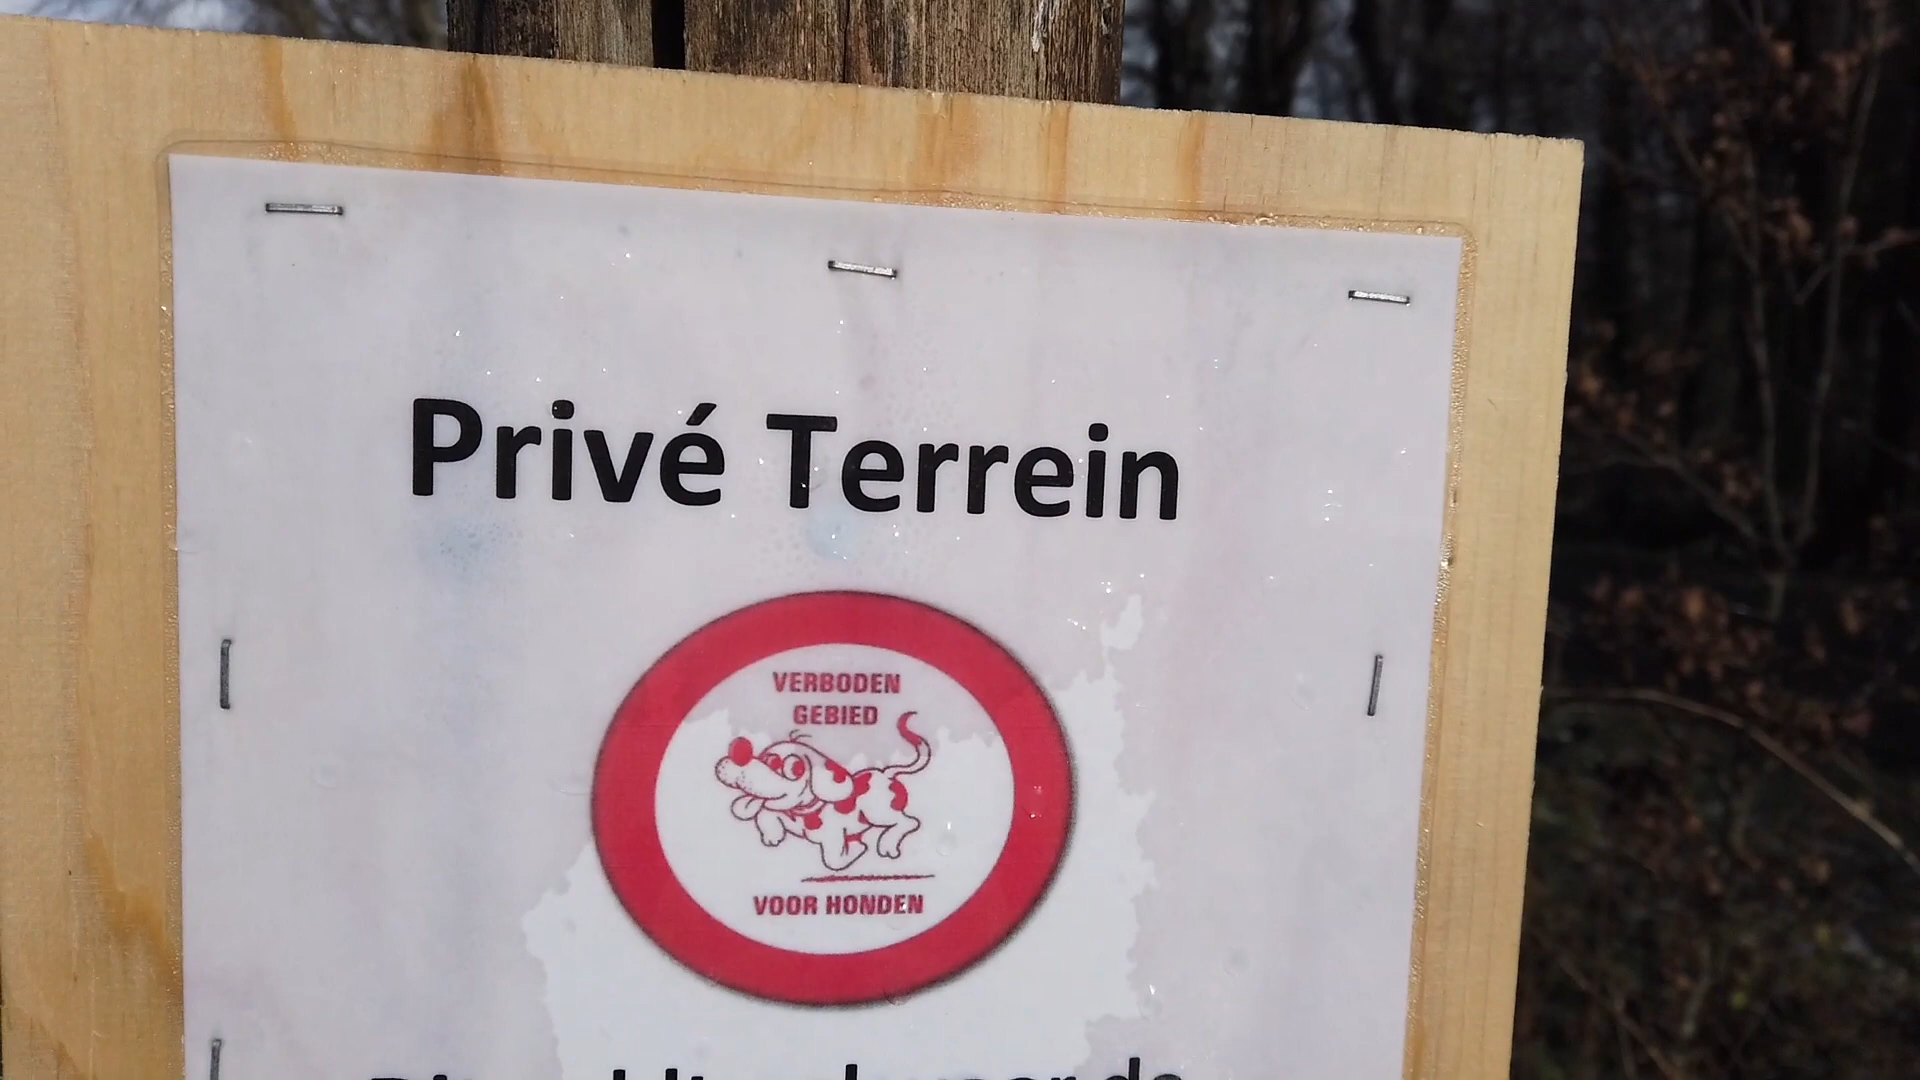 Privé Terrein
VERBODEN
GEBIED
VOOR HONDEN